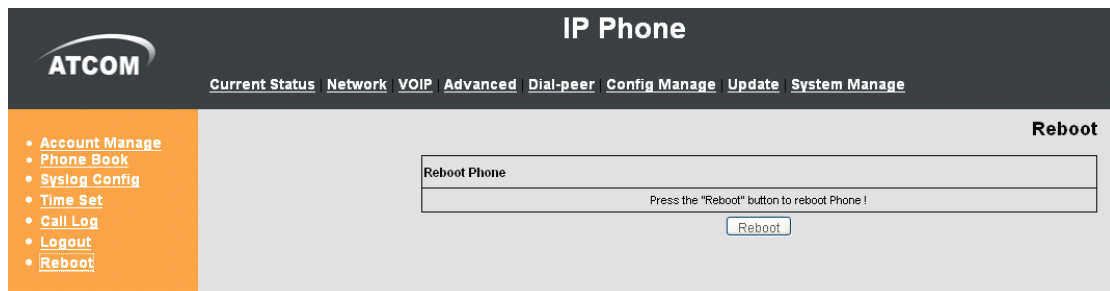 IP Phone
ATCOM
Current Status | Network | VOIP | Advanced | Dial-peer | Config Manage | Update | System Manage
Reboot
• Account Manage
• Phone Book
• Syslog Config
• Time Set
• Call Log
• Logout
• Reboot
Reboot Phone
Press the "Reboot" button to reboot Phone !
Reboot